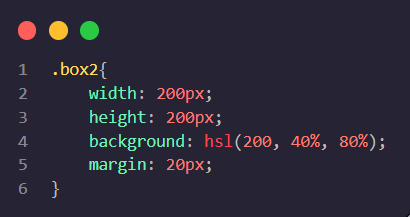 1 .box2{
2     width: 200px;
3     height: 200px;
4     background: hsl(200, 40%, 80%);
5     margin: 20px;
6 }